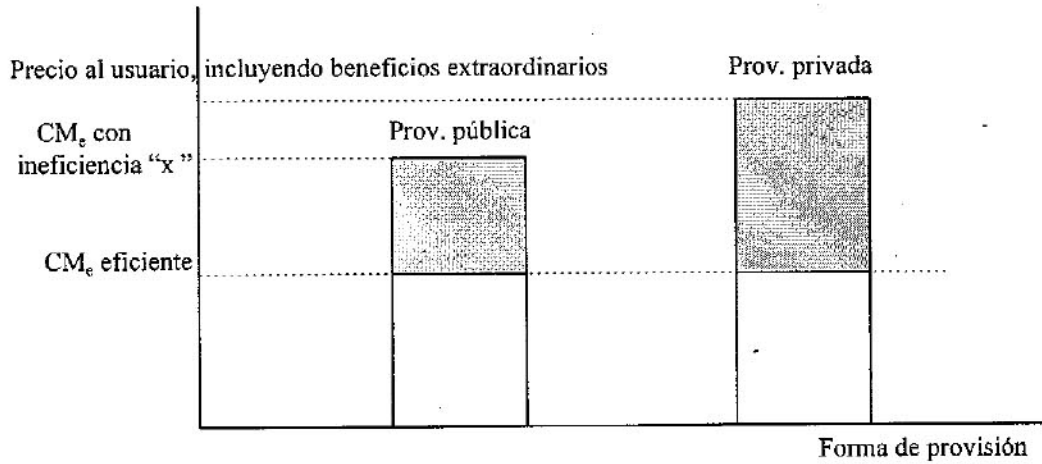 Precio al usuario, incluyendo beneficios extraordinarios
Prov. privada
CMe con
ineficiencia “x”
Prov. pública
CMe eficiente
Forma de provisión